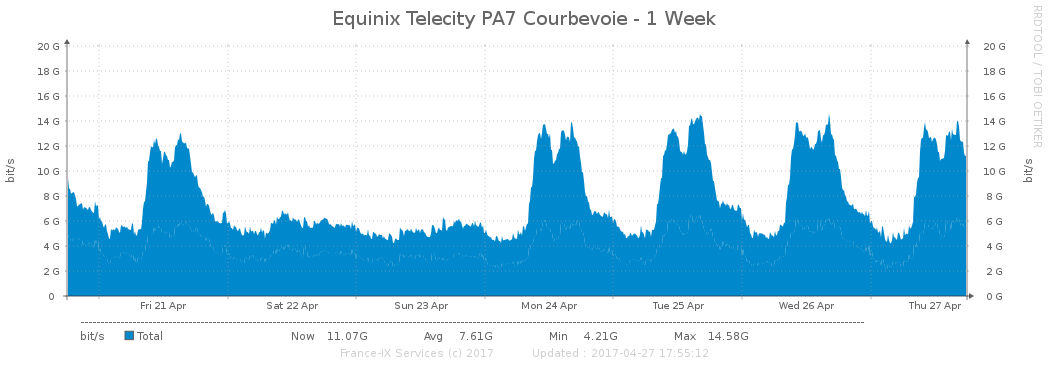 Equinix Telecity PA7 Courbevoie - 1 Week
RRDTOOL / TOBI OETIKER
bit/s
20 G 20 G
18 G 18 G
16 G 16 G
14 G 14 G
12 G 12 G
10 G 10 G
8 G 8 G
6 G 6 G
4 G 4 G
2 G 2 G
0 0 G
bit/s
Fri 21 Apr Sat 22 Apr Sun 23 Apr Mon 24 Apr Tue 25 Apr Wed 26 Apr Thu 27 Apr
bit/s Total Now 11.07G Avg 7.61G Min 4.21G Max 14.58G
France-IX Services (c) 2017 Updated : 2017-04-27 17:55:12